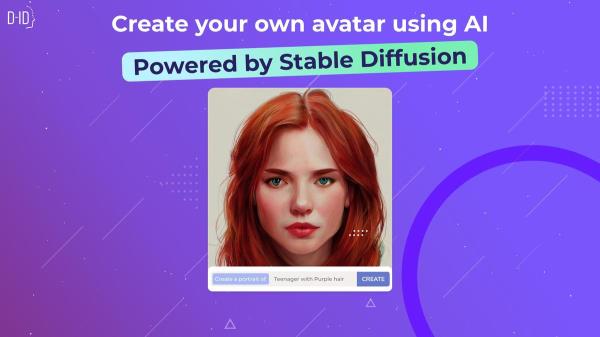 D-ID
Create your own avatar using AI
Powered by Stable Diffusion
Create a portrait of Teenager with Purple hair CREATE